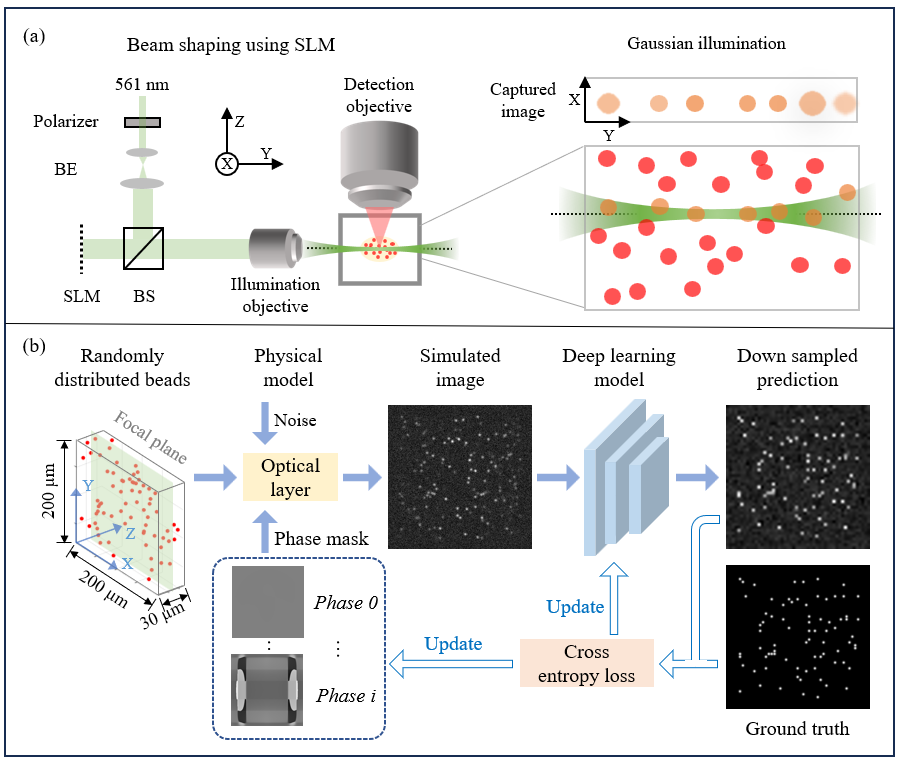 (a)
Beam shaping using SLM
Gaussian illumination
561 nm
Polarizer
BE
SLM
BS
Z
X
Y
Detection
objective
Illumination
objective
Captured
image
X
Y
(b)
Randomly
distributed beads
Focal plane
200 μm
Y
Z
X
200 μm
30 μm
Physical
model
Noise
Optical
layer
Phase mask
Phase 0
Phase i
Simulated
image
Deep learning
model
Down sampled
prediction
Update
Update
Cross
entropy loss
Ground truth